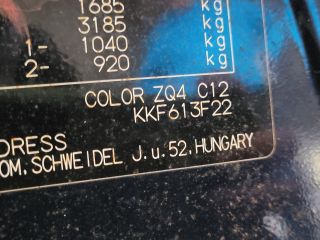 1685 kg
3185 kg
1- 1040 kg
2- 920 kg
COLOR ZQ4 C12
KKF613F22
DRESS
OM, SCHWEIDEL J.u.52. HUNGARY